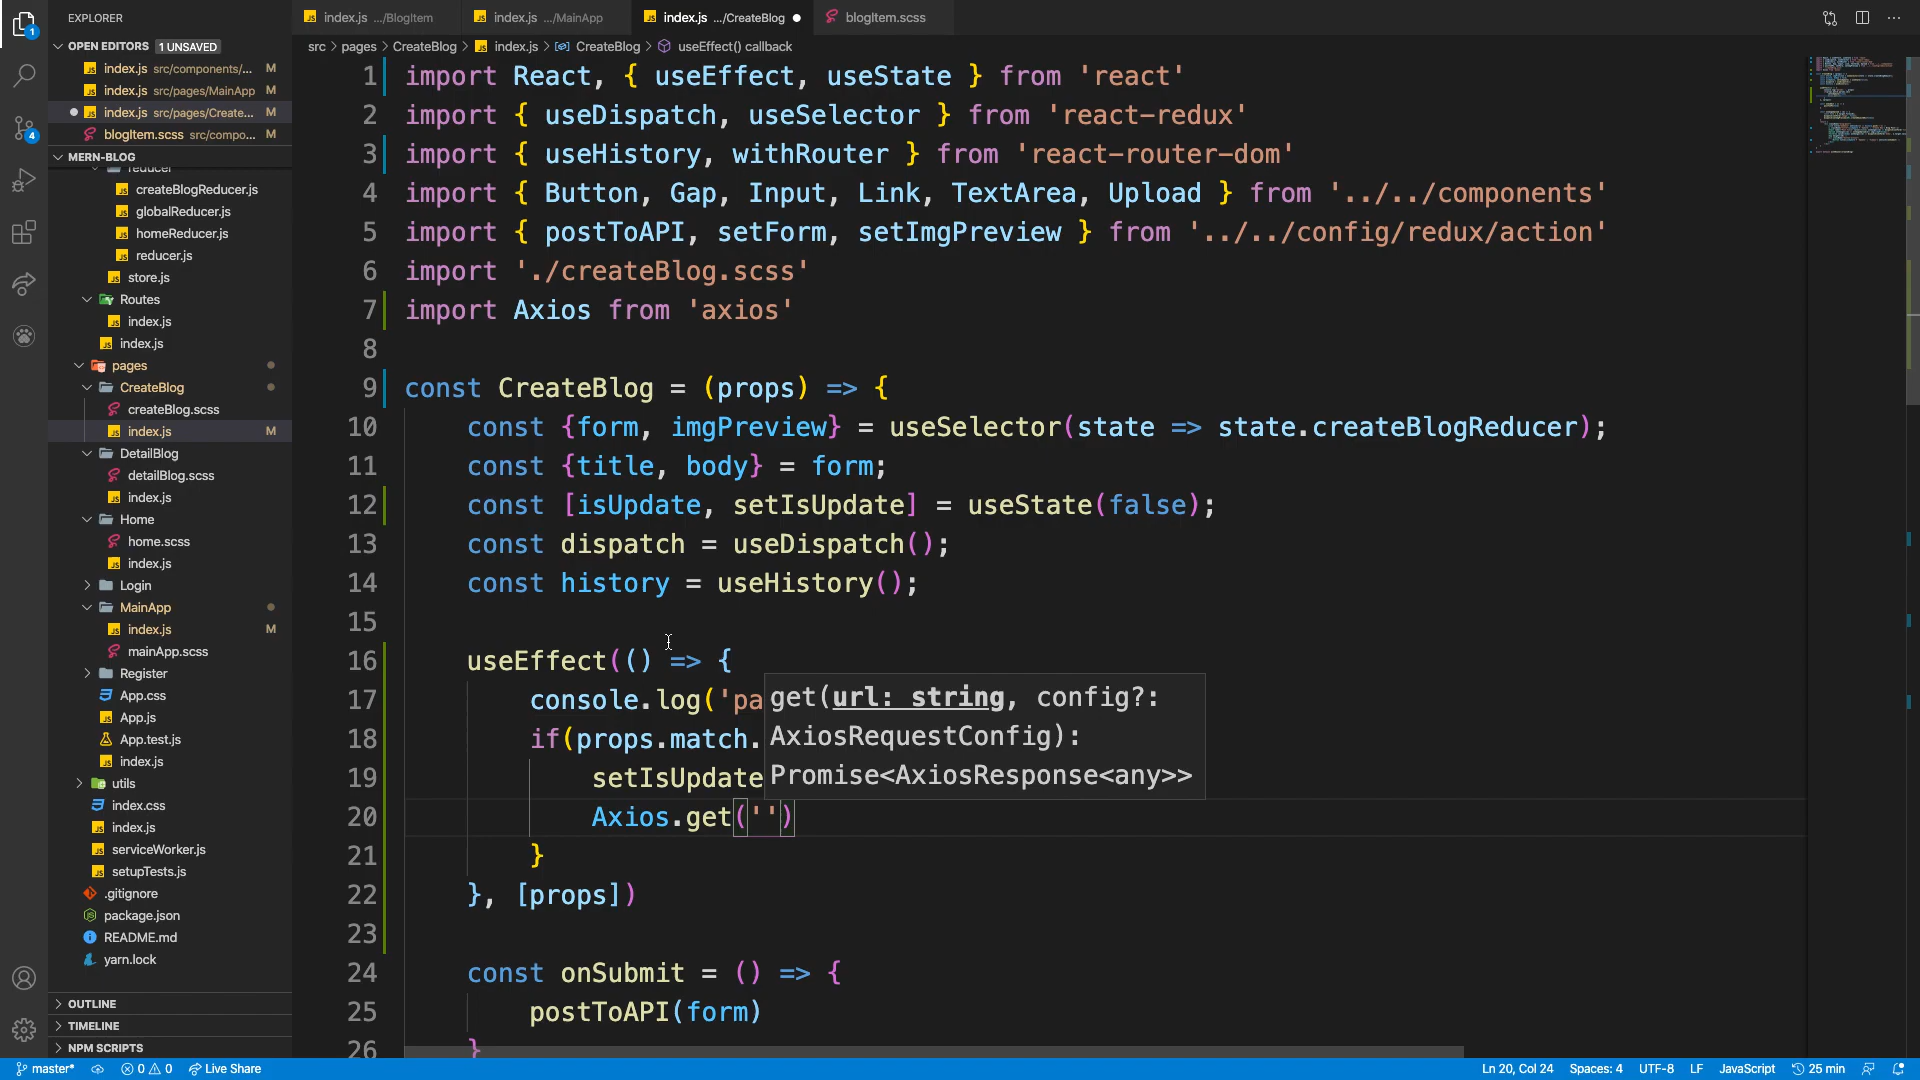 EXPLORER
index.js .../BlogItem
index.js .../MainApp
index.js .../CreateBlog
blogItem.scss
OPEN EDITORS 1 UNSAVED
index.js src/components/... M
index.js src/pages/MainApp M
index.js src/pages/Create... M
blogItem.scss src/compo... M
MERN-BLOG
reducer
createBlogReducer.js
globalReducer.js
homeReducer.js
reducer.js
store.js
Routes
index.js
index.js
pages
CreateBlog
createBlog.scss
index.js M
DetailBlog
detailBlog.scss
index.js
Home
home.scss
index.js
Login
MainApp
index.js M
mainApp.scss
Register
App.css
App.js
App.test.js
index.js
utils
index.css
index.js
serviceWorker.js
setupTests.js
.gitignore
package.json
README.md
yarn.lock
OUTLINE
TIMELINE
NPM SCRIPTS
src > pages > CreateBlog > index.js > CreateBlog > useEffect() callback
1 import React, { useEffect, useState } from 'react'
2 import { useDispatch, useSelector } from 'react-redux'
3 import { useHistory, withRouter } from 'react-router-dom'
4 import { Button, Gap, Input, Link, TextArea, Upload } from '../../components'
5 import { postToAPI, setForm, setImgPreview } from '../../config/redux/action'
6 import './createBlog.scss'
7 import Axios from 'axios'
8
9 const CreateBlog = (props) => {
10 const {form, imgPreview} = useSelector(state => state.createBlogReducer);
11 const {title, body} = form;
12 const [isUpdate, setIsUpdate] = useState(false);
13 const dispatch = useDispatch();
14 const history = useHistory();
15
16 useEffect(() => {
17 console.log('pa
18 if(props.match.
19 setIsUpdate
20 Axios.get('')
21 }
22 }, [props])
23
24 const onSubmit = () => {
25 postToAPI(form)
26 }
get(url: string, config?:
AxiosRequestConfig):
Promise<AxiosResponse<any>>
1
4
master* 0 0 Live Share
Ln 20, Col 24 Spaces: 4 UTF-8 LF JavaScript 25 min